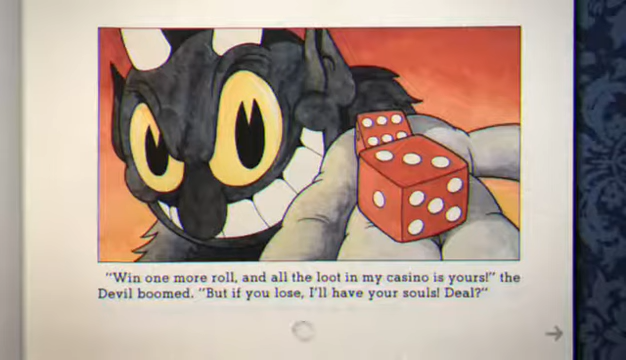 "Win one more roll, and all the loot in my casino is yours!" the
Devil boomed. "But if you lose, I'll have your souls! Deal?"